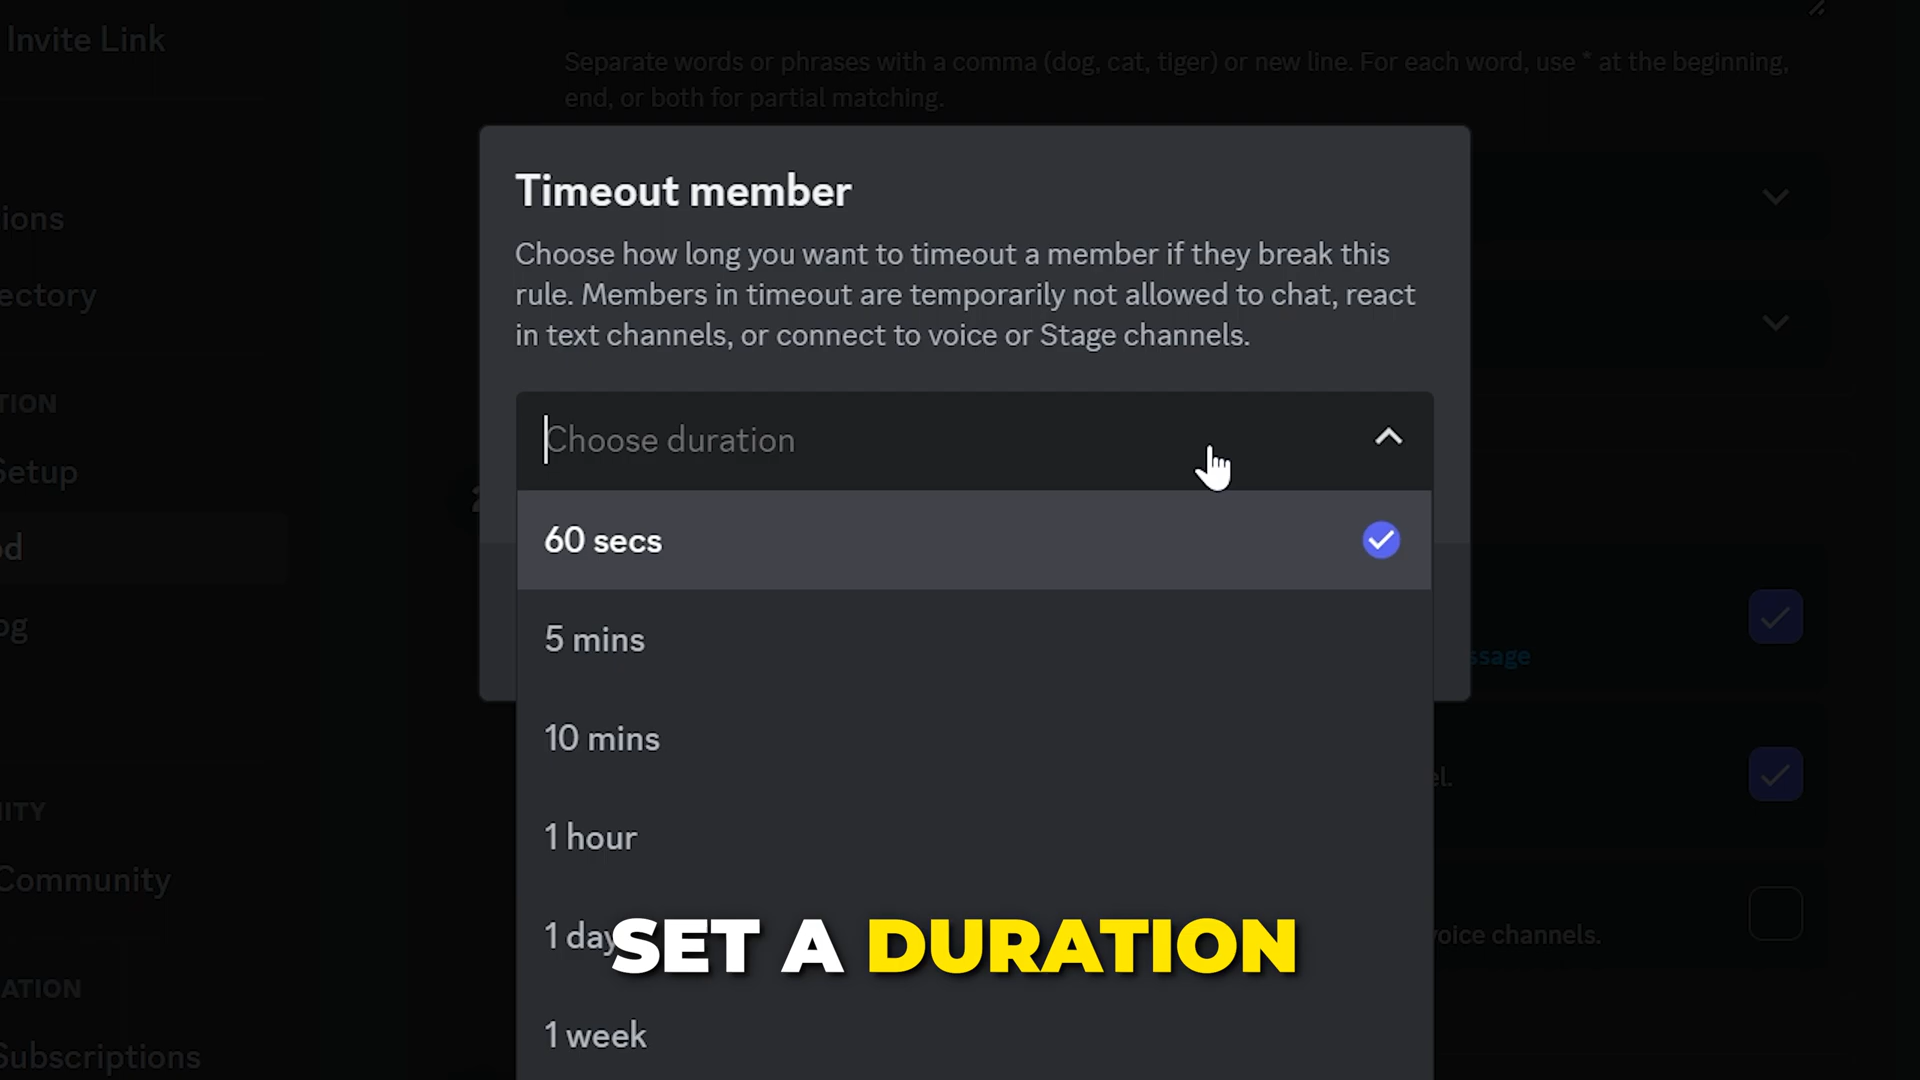 Invite Link
Separate words or phrases with a comma (dog, cat, tiger) or new line. For each word, use * at the beginning,
end, or both for partial matching.
Timeout member
Choose how long you want to timeout a member if they break this
rule. Members in timeout are temporarily not allowed to chat, react
in text channels, or connect to voice or Stage channels.
Choose duration
60 secs
5 mins
10 mins
1 hour
1 day
1 week
SET A DURATION
ions
ectory
TION
Setup
od
og
ITY
Community
ATION
Subscriptions
ssage
el.
voice channels.